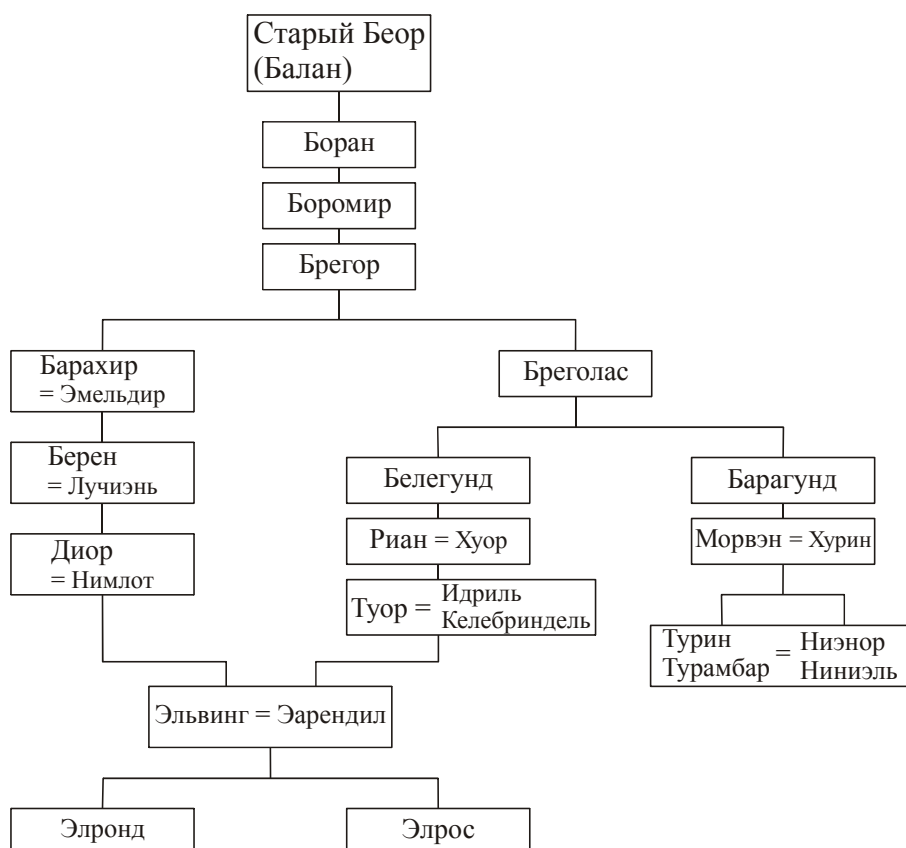 Старый Беор
(Балан)
Боран
Боромир
Брегор
Барахир
= Эмельдир
Бреголас
Берен
= Лучиэнь
Белегунд
Барагунд
Диор
= Нимлот
Риан = Хуор
Морвэн = Хурин
Туор = Идриль
Келебриндель
Турин
Турамбар
= Ниэнор
Ниниэль
Эльвинг = Эарендил
Элронд
Элрос